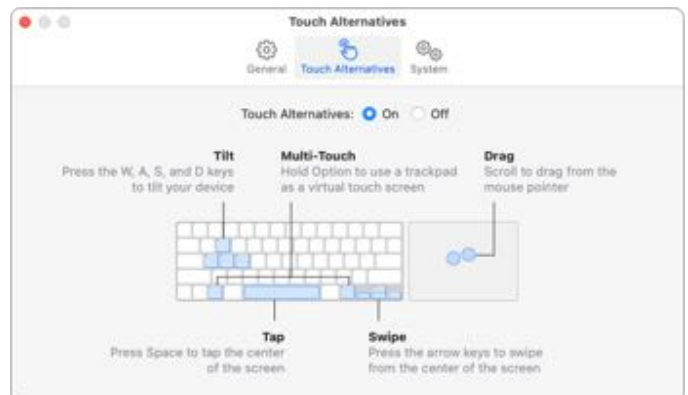 Touch Alternatives
General
Touch Alternatives
System
Touch Alternatives: On Off
Tilt
Press the W, A, S, and D keys
to tilt your device
Multi-Touch
Hold Option to use a trackpad
as a virtual touch screen
Drag
Scroll to drag from the
mouse pointer
Tap
Press Space to tap the center
of the screen
Swipe
Press the arrow keys to swipe
from the center of the screen